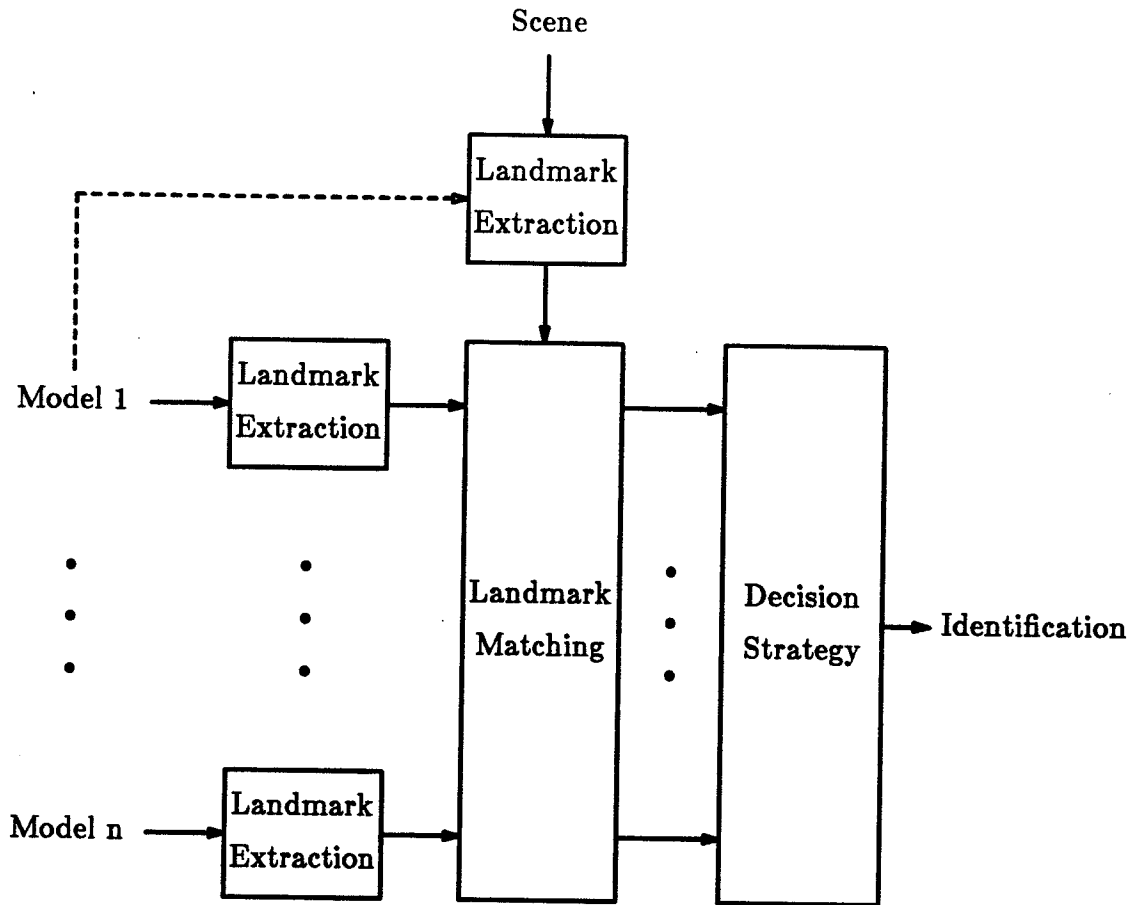 Scene
Landmark
Extraction
Landmark
Extraction
Model 1
Landmark
Matching
Decision
Strategy
Identification
Landmark
Extraction
Model n